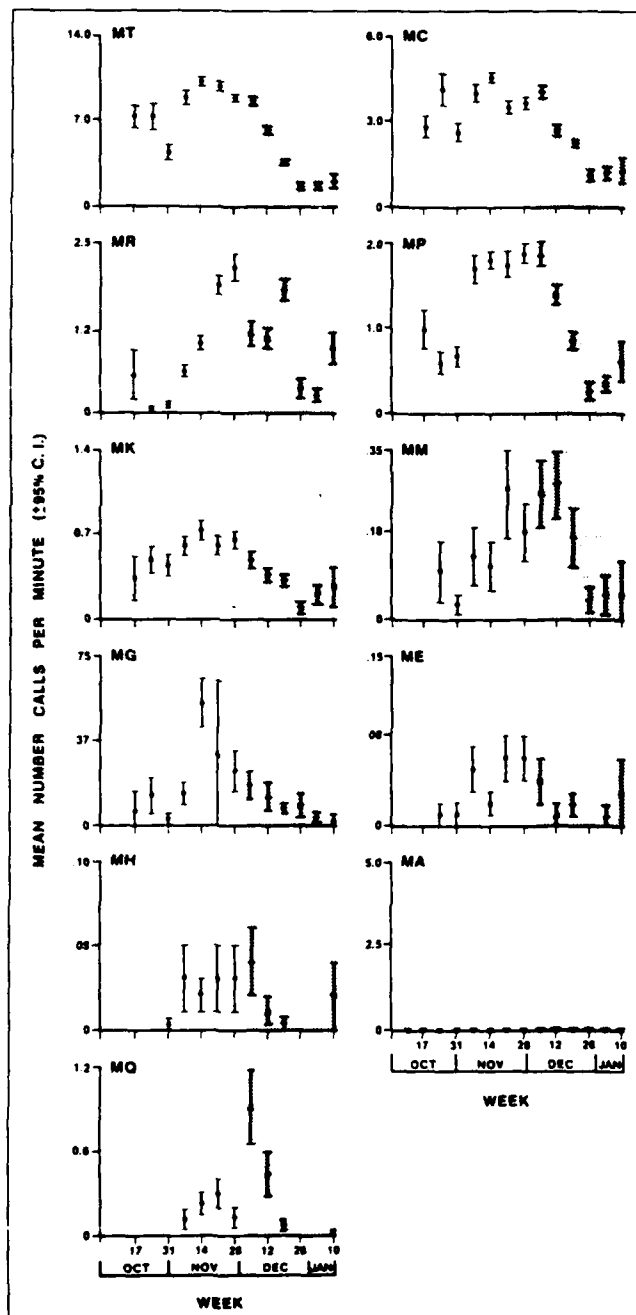 MT
14.0
7.0
0
MC
6.0
3.0
0
MR
2.5
1.2
0
MP
2.0
1.0
0
MK
1.4
0.7
0
MM
.35
.18
0
MG
.75
.37
0
ME
.19
.08
0
MH
.10
.05
0
MA
5.0
2.5
0
17 31 14 28 12 26 10
OCT NOV DEC JAN
WEEK
MQ
1.2
0.6
0
17 31 14 28 12 26 10
OCT NOV DEC JAN
WEEK
MEAN NUMBER CALLS PER MINUTE (±95% C.I.)